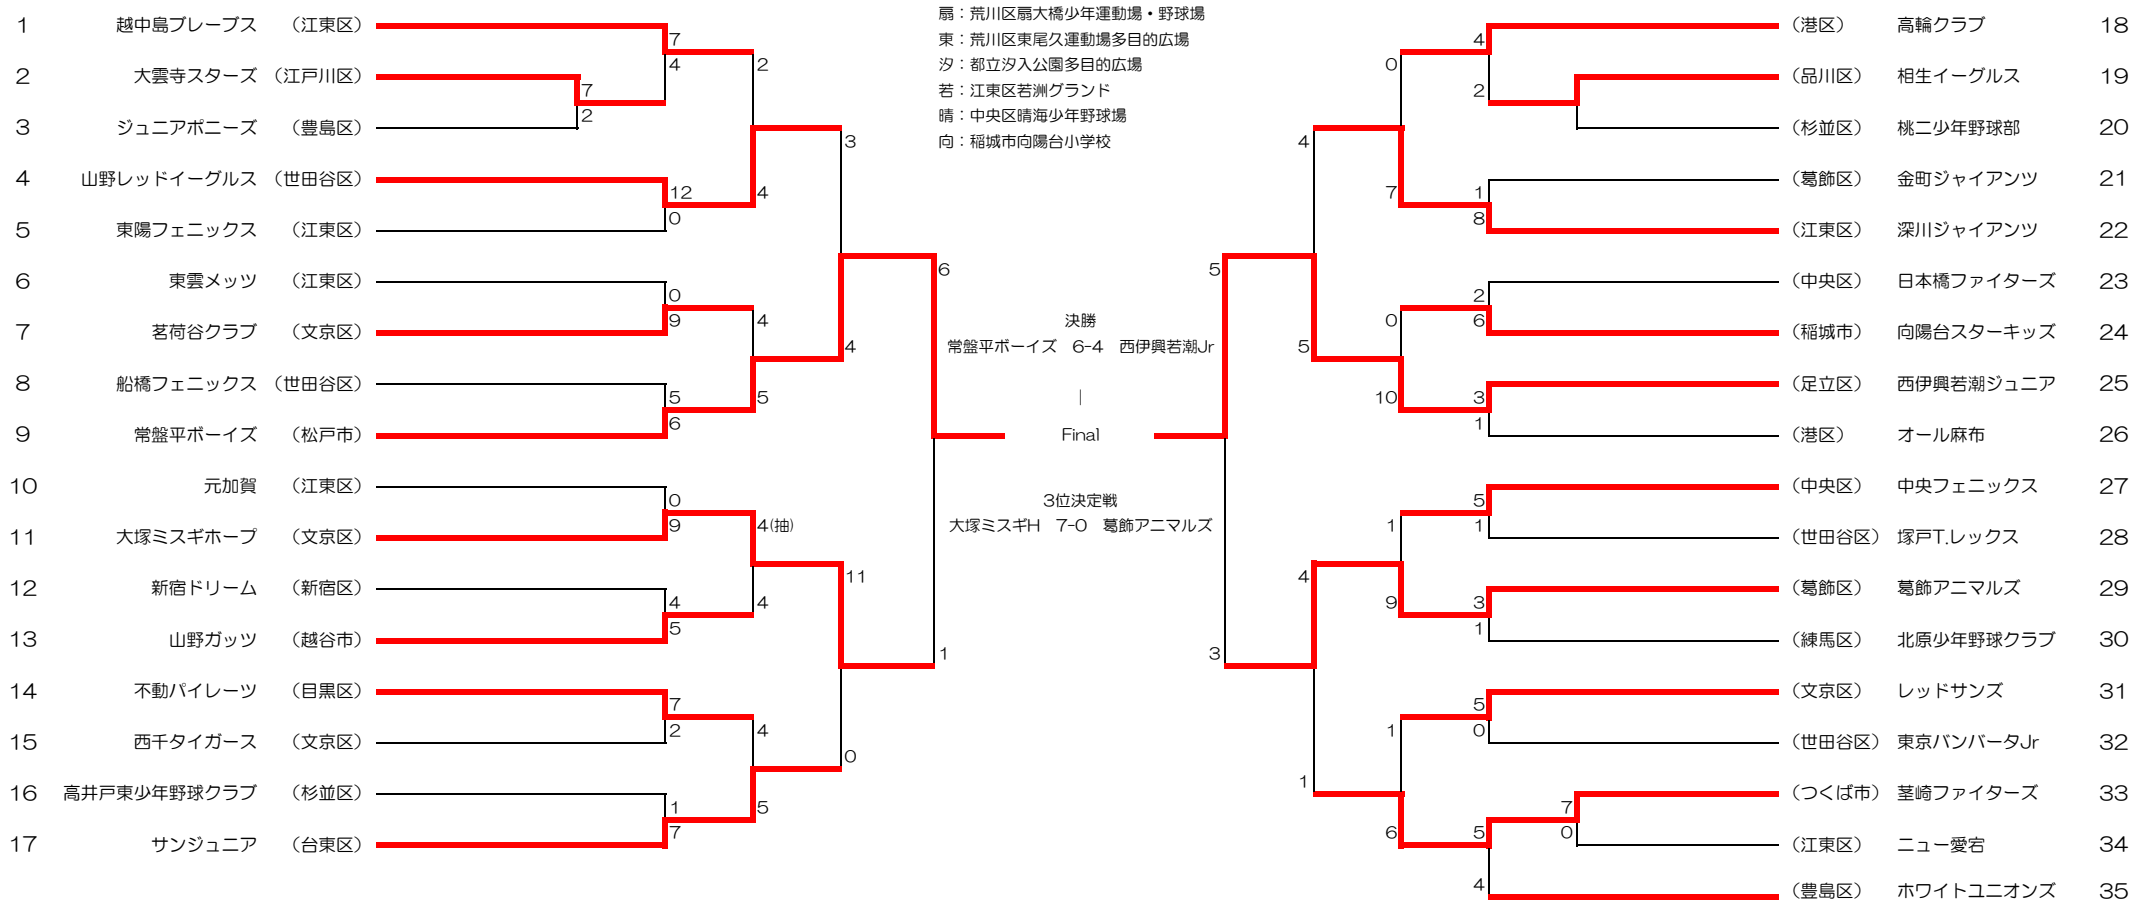 扇：荒川区扇大橋少年運動場・野球場
東：荒川区東尾久運動場多目的広場
汐：都立汐入公園多目的広場
若：江東区若洲グランド
晴：中央区晴海少年野球場
向：稲城市向陽台小学校
1 越中島ブレーブス （江東区）
7
2 大雲寺スターズ （江戸川区）
4
2
7
3 ジュニアポニーズ （豊島区）
2
3
4 山野レッドイーグルス （世田谷区）
12
4
5 東陽フェニックス （江東区）
0
6 東雲メッツ （江東区）
0
6
7 茗荷谷クラブ （文京区）
9
4
4
8 船橋フェニックス （世田谷区）
5
5
9 常盤平ボーイズ （松戸市）
6
10 元加賀 （江東区）
0
11 大塚ミスギホープ （文京区）
9
4(抽)
11
12 新宿ドリーム （新宿区）
4
4
13 山野ガッツ （越谷市）
5
1
14 不動パイレーツ （目黒区）
7
15 西千タイガース （文京区）
2
4
0
16 高井戸東少年野球クラブ （杉並区）
1
5
17 サンジュニア （台東区）
7
決勝
常盤平ボーイズ 6-4 西伊興若潮Jr
|
Final
3位決定戦
大塚ミスギH 7-0 葛飾アニマルズ
（港区） 高輪クラブ 18
4
0
（品川区） 相生イーグルス 19
2
（杉並区） 桃二少年野球部 20
4
（葛飾区） 金町ジャイアンツ 21
7
1
（江東区） 深川ジャイアンツ 22
8
5
（中央区） 日本橋ファイターズ 23
2
0
（稲城市） 向陽台スターキッズ 24
6
5
（足立区） 西伊興若潮ジュニア 25
10
3
（港区） オール麻布 26
1
（中央区） 中央フェニックス 27
5
1
（世田谷区） 塚戸T.レックス 28
1
4
（葛飾区） 葛飾アニマルズ 29
9
3
（練馬区） 北原少年野球クラブ 30
1
3
（文京区） レッドサンズ 31
5
1
（世田谷区） 東京バンバータJr 32
0
1
（つくば市） 茎崎ファイターズ 33
7
6
5
（江東区） ニュー愛宕 34
0
（豊島区） ホワイトユニオンズ 35
4